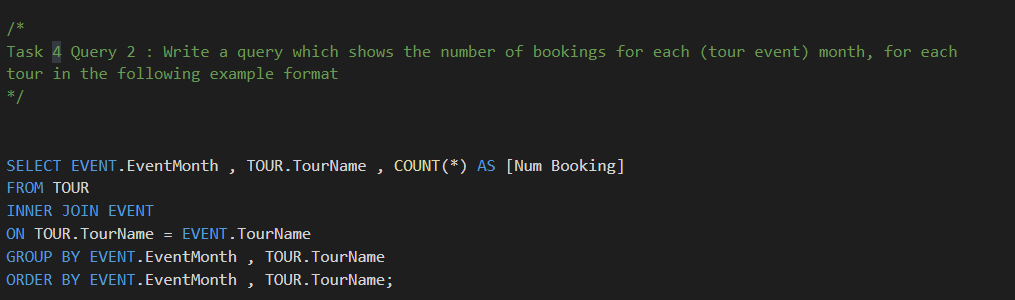 /*
Task 4 Query 2 : Write a query which shows the number of bookings for each (tour event) month, for each
tour in the following example format
*/
SELECT EVENT.EventMonth , TOUR.TourName , COUNT(*) AS [Num Booking]
FROM TOUR
INNER JOIN EVENT
ON TOUR.TourName = EVENT.TourName
GROUP BY EVENT.EventMonth , TOUR.TourName
ORDER BY EVENT.EventMonth , TOUR.TourName;